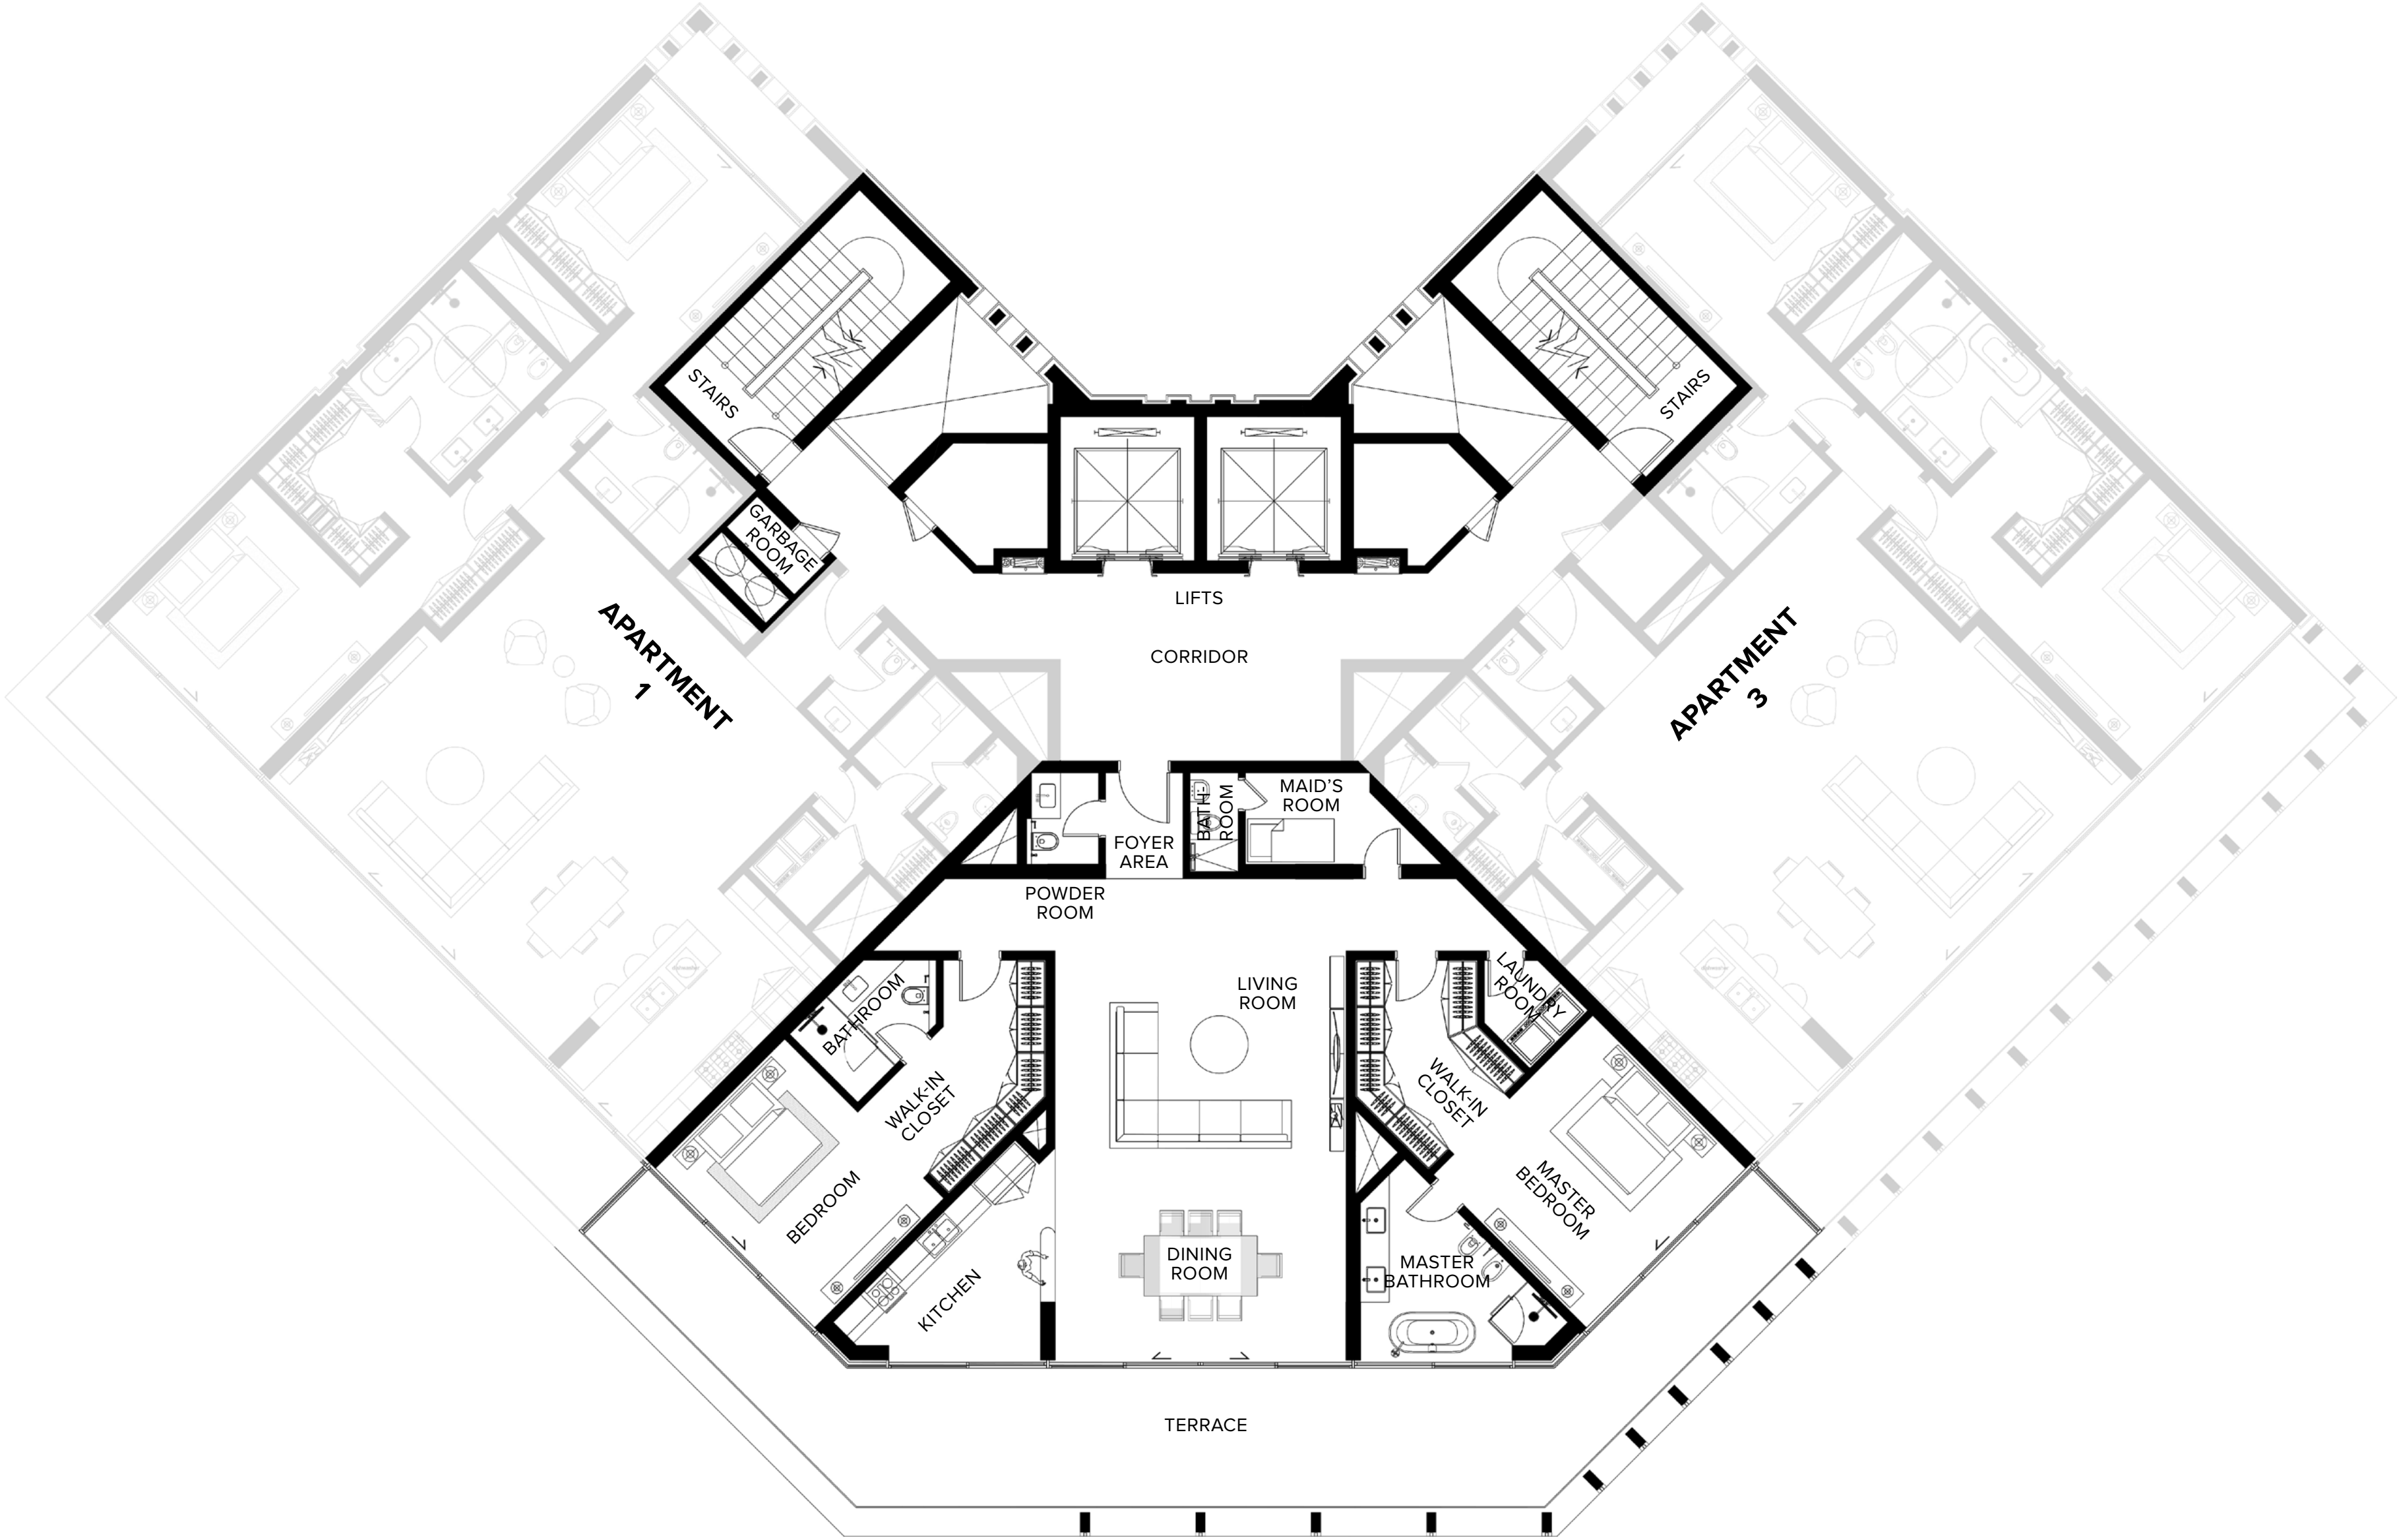 STAIRS
STAIRS
GARBAGE
ROOM
LIFTS
CORRIDOR
APARTMENT
1
APARTMENT
3
MAID'S
ROOM
BATH
ROOM
FOYER
AREA
POWDER
ROOM
LIVING
ROOM
LAUNDRY
ROOM
BATHROOM
WALK-IN
CLOSET
WALK-IN
CLOSET
BEDROOM
MASTER
BEDROOM
DINING
ROOM
MASTER
BATHROOM
KITCHEN
TERRACE